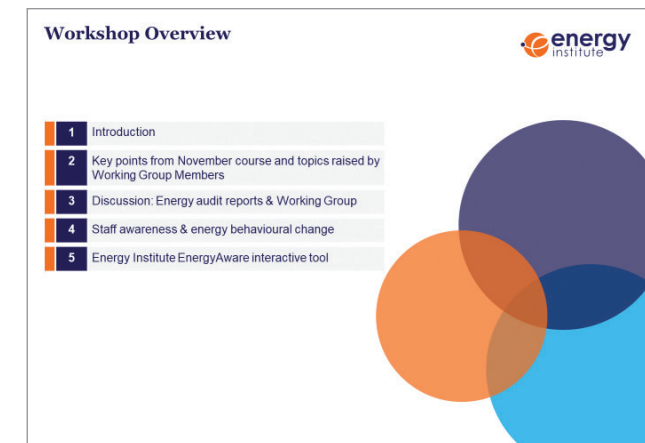 Workshop Overview
energy
institute
1 Introduction
2 Key points from November course and topics raised by
Working Group Members
3 Discussion: Energy audit reports & Working Group
4 Staff awareness & energy behavioural change
5 Energy Institute EnergyAware interactive tool